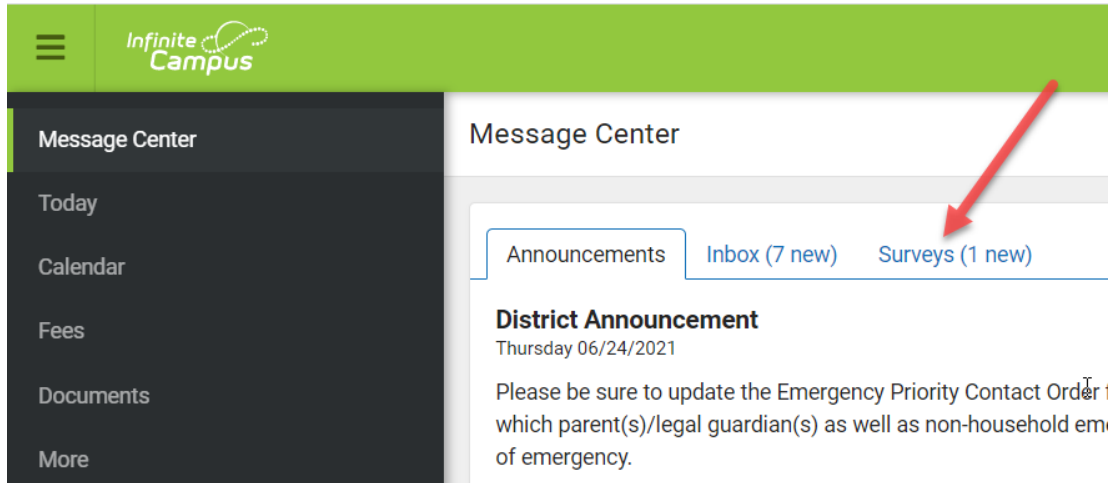 Infinite
Campus
Message Center
Today
Calendar
Fees
Documents
More
Message Center
Announcements
Inbox (7 new)
Surveys (1 new)
District Announcement
Thursday 06/24/2021
Please be sure to update the Emergency Priority Contact Order
which parent(s)/legal guardian(s) as well as non-household
of emergency.